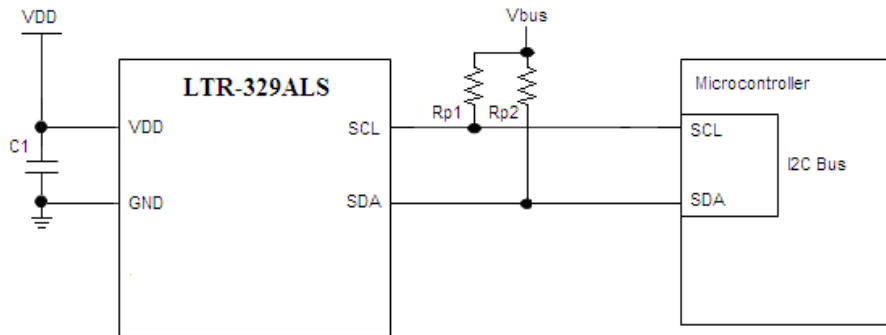 VDD
Vbus
LTR-329ALS
Microcontroller
Rp1 Rp2
VDD
SCL
SCL
C1
I2C Bus
GND
SDA
SDA